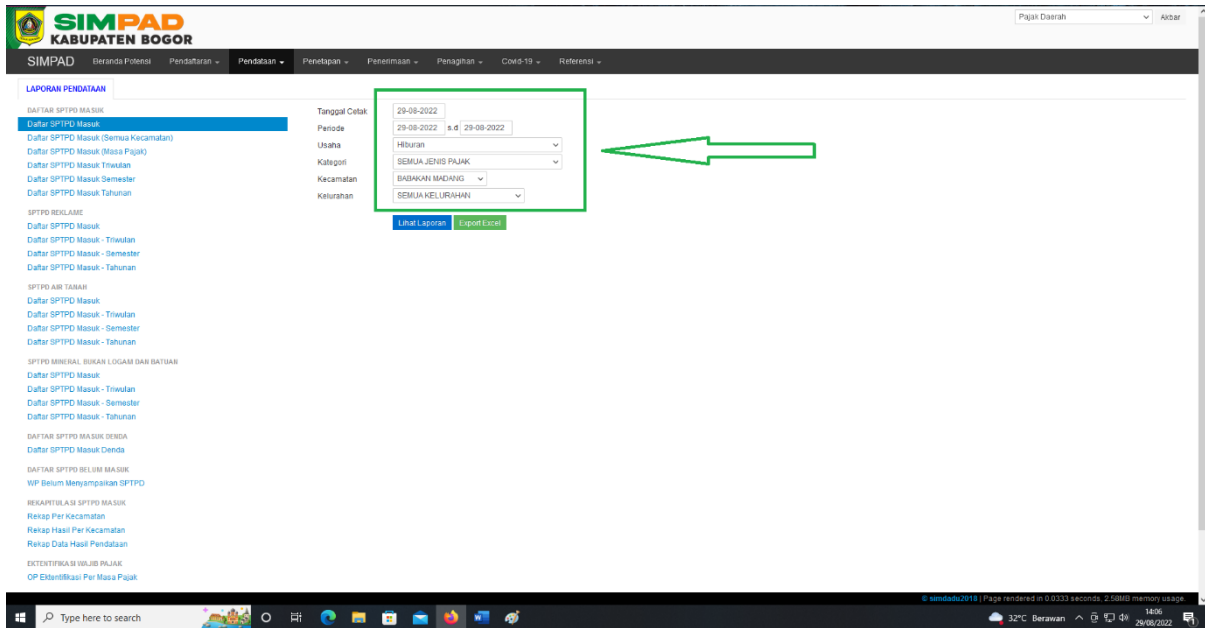 SIMPAD
KABUPATEN BOGOR
Pajak Daerah
Akbar
SIMPAD Beranda Potensi Pendaftaran Pendataan Penetapan Penerimaan Penagihan Covid-19 Referensi
LAPORAN PENDATAAN
DAFTAR SPTPD MASUK
Daftar SPTPD Masuk
Daftar SPTPD Masuk (Semua Kecamatan)
Daftar SPTPD Masuk (Masa Pajak)
Daftar SPTPD Masuk Triwulan
Daftar SPTPD Masuk Semester
Daftar SPTPD Masuk Tahunan
SPTPD REKLAME
Daftar SPTPD Masuk
Daftar SPTPD Masuk - Triwulan
Daftar SPTPD Masuk - Semester
Daftar SPTPD Masuk - Tahunan
SPTPD AIR TANAH
Daftar SPTPD Masuk
Daftar SPTPD Masuk - Triwulan
Daftar SPTPD Masuk - Semester
Daftar SPTPD Masuk - Tahunan
SPTPD MINERAL BUKAN LOGAM DAN BATUAN
Daftar SPTPD Masuk
Daftar SPTPD Masuk - Triwulan
Daftar SPTPD Masuk - Semester
Daftar SPTPD Masuk - Tahunan
DAFTAR SPTPD MASUK DENDA
Daftar SPTPD Masuk Denda
DAFTAR SPTPD BELUM MASUK
WP Belum Menyampaikan SPTPD
REKAPITULASI SPTPD MASUK
Rekap Per Kecamatan
Rekap Hasil Per Kecamatan
Rekap Data Hasil Pendataan
EKTENTIFIKASI WAJIB PAJAK
OP Ektentifikasi Per Masa Pajak
Tanggal Cetak 29-08-2022
Periode 29-08-2022 s.d 29-08-2022
Usaha Hiburan
Kategori SEMUA JENIS PAJAK
Kecamatan BABAKAN MADANG
Kelurahan SEMUA KELURAHAN
Lihat Laporan Export Excel
© simdadu2018 | Page rendered in 0.0333 seconds, 2.58MB memory usage.
Type here to search
32°C Berawan
14:06
29/08/2022